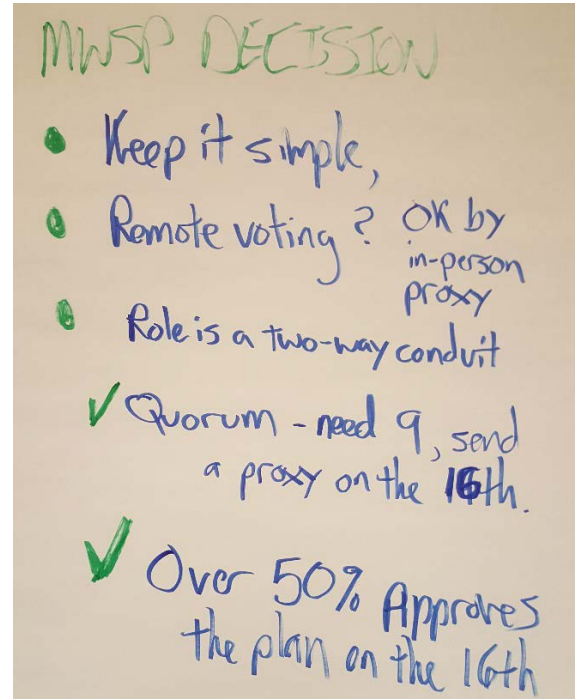 MWSP DECISION
Keep it simple,
Remote voting? OK by
in-person
proxy
Role is a two-way conduit
Quorum - need 9, send
a proxy on the 16th.
Over 50% Approves
the plan on the 16th